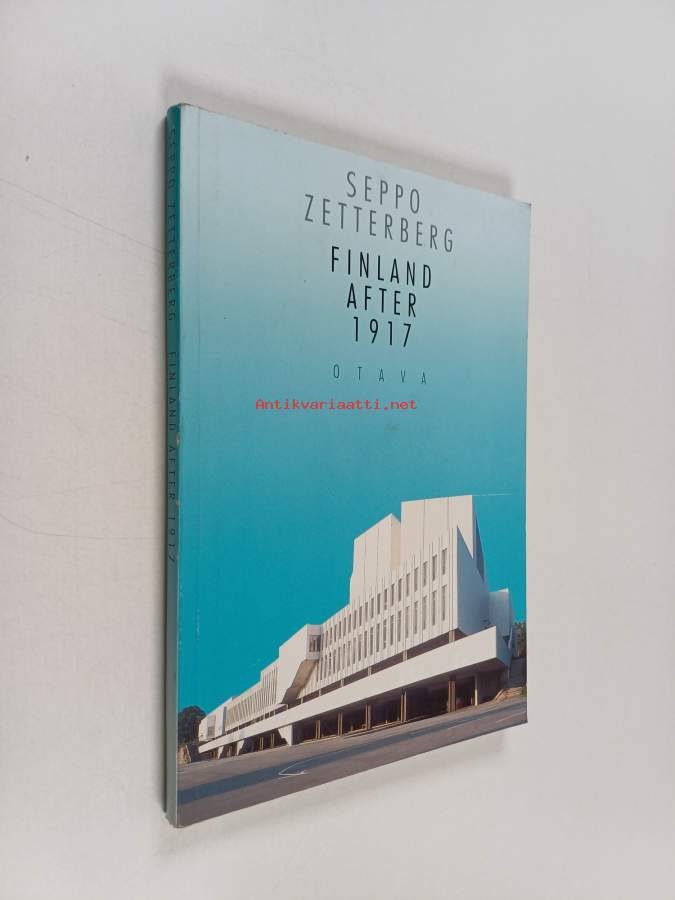 SEPPO
ZETTERBERG
FINLAND
AFTER
1917
OTAVA
Antikvariaatti.net
SEPPO ZETTERBERG FINLAND AFTER 1917